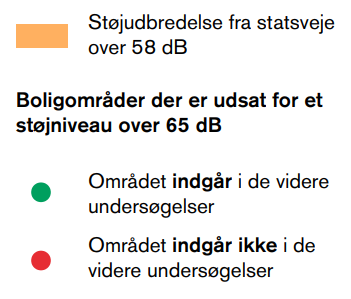 Støjudbredelse fra statsveje
over 58 dB
Boligområder der er udsat for et
støjniveau over 65 dB
Området indgår i de videre
undersøgelser
Området indgår ikke i de
videre undersøgelser